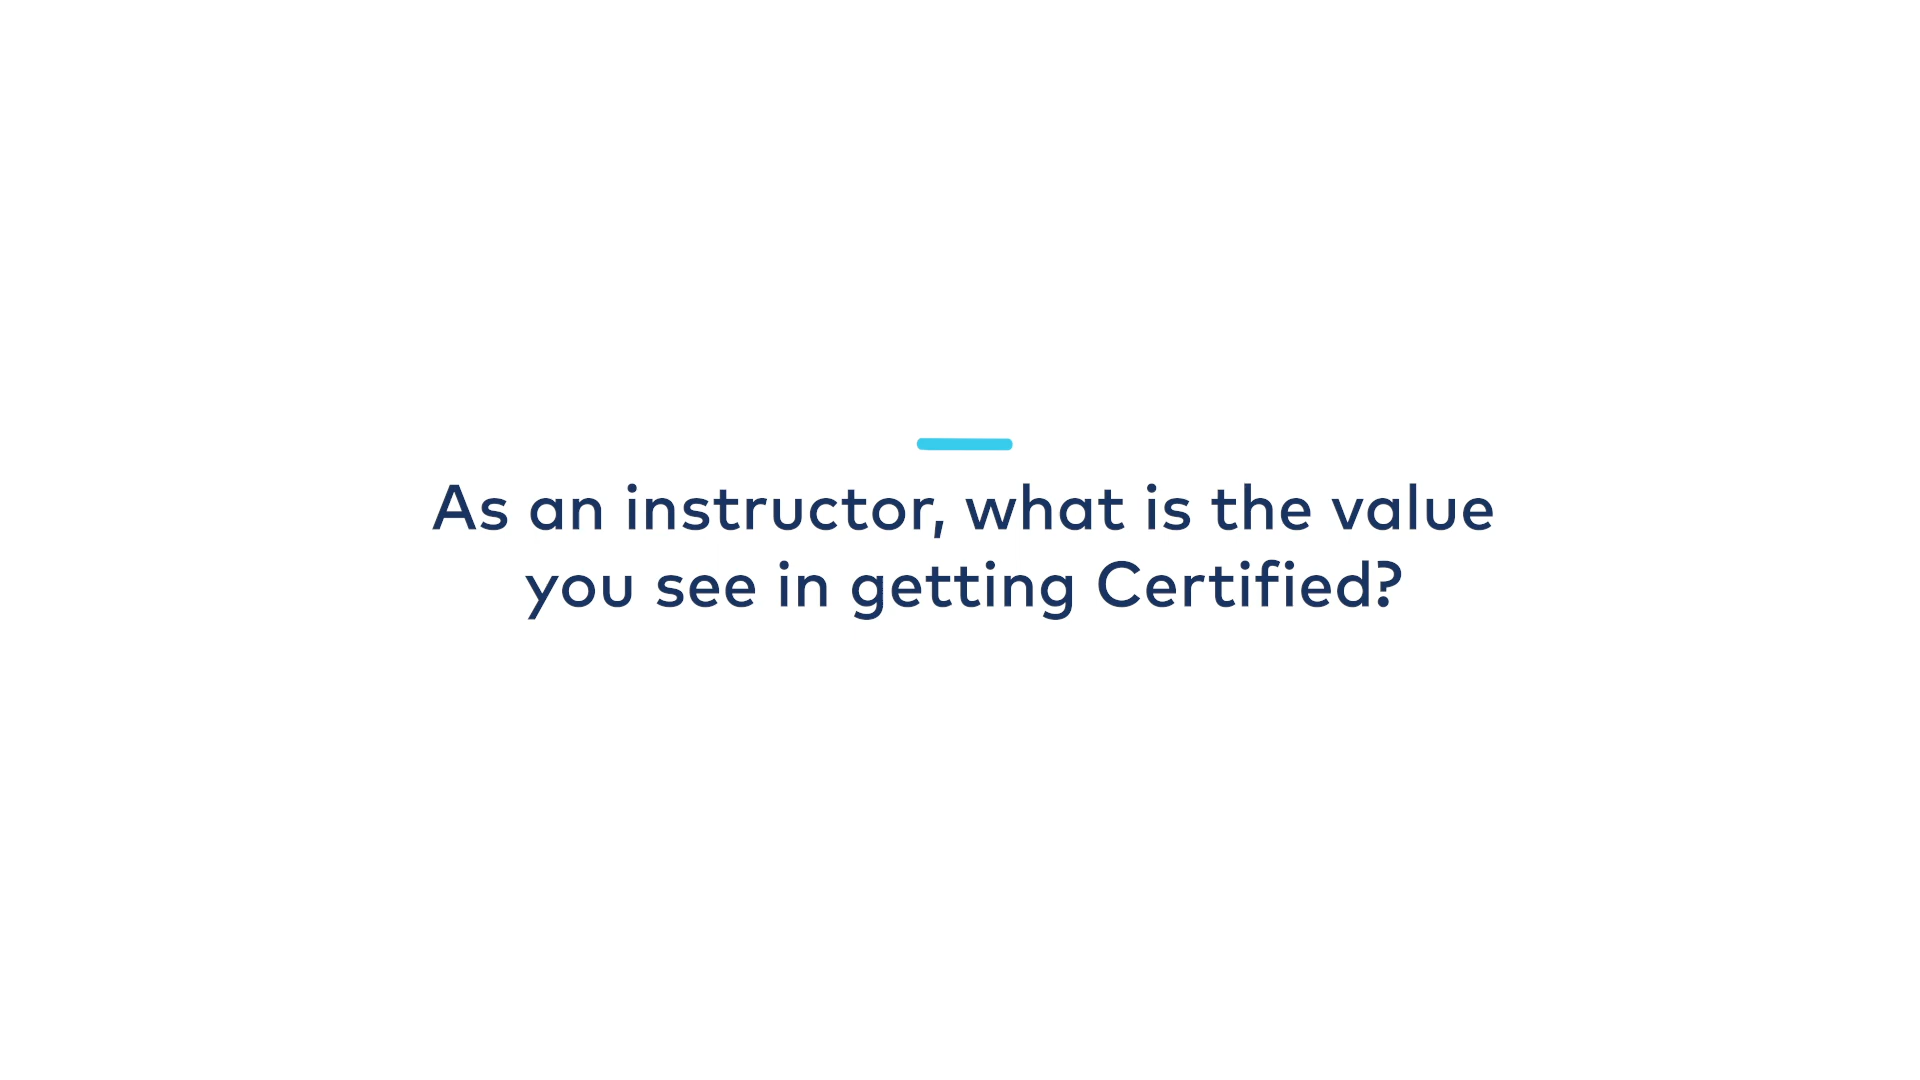 As an instructor, what is the value
you see in getting Certified?